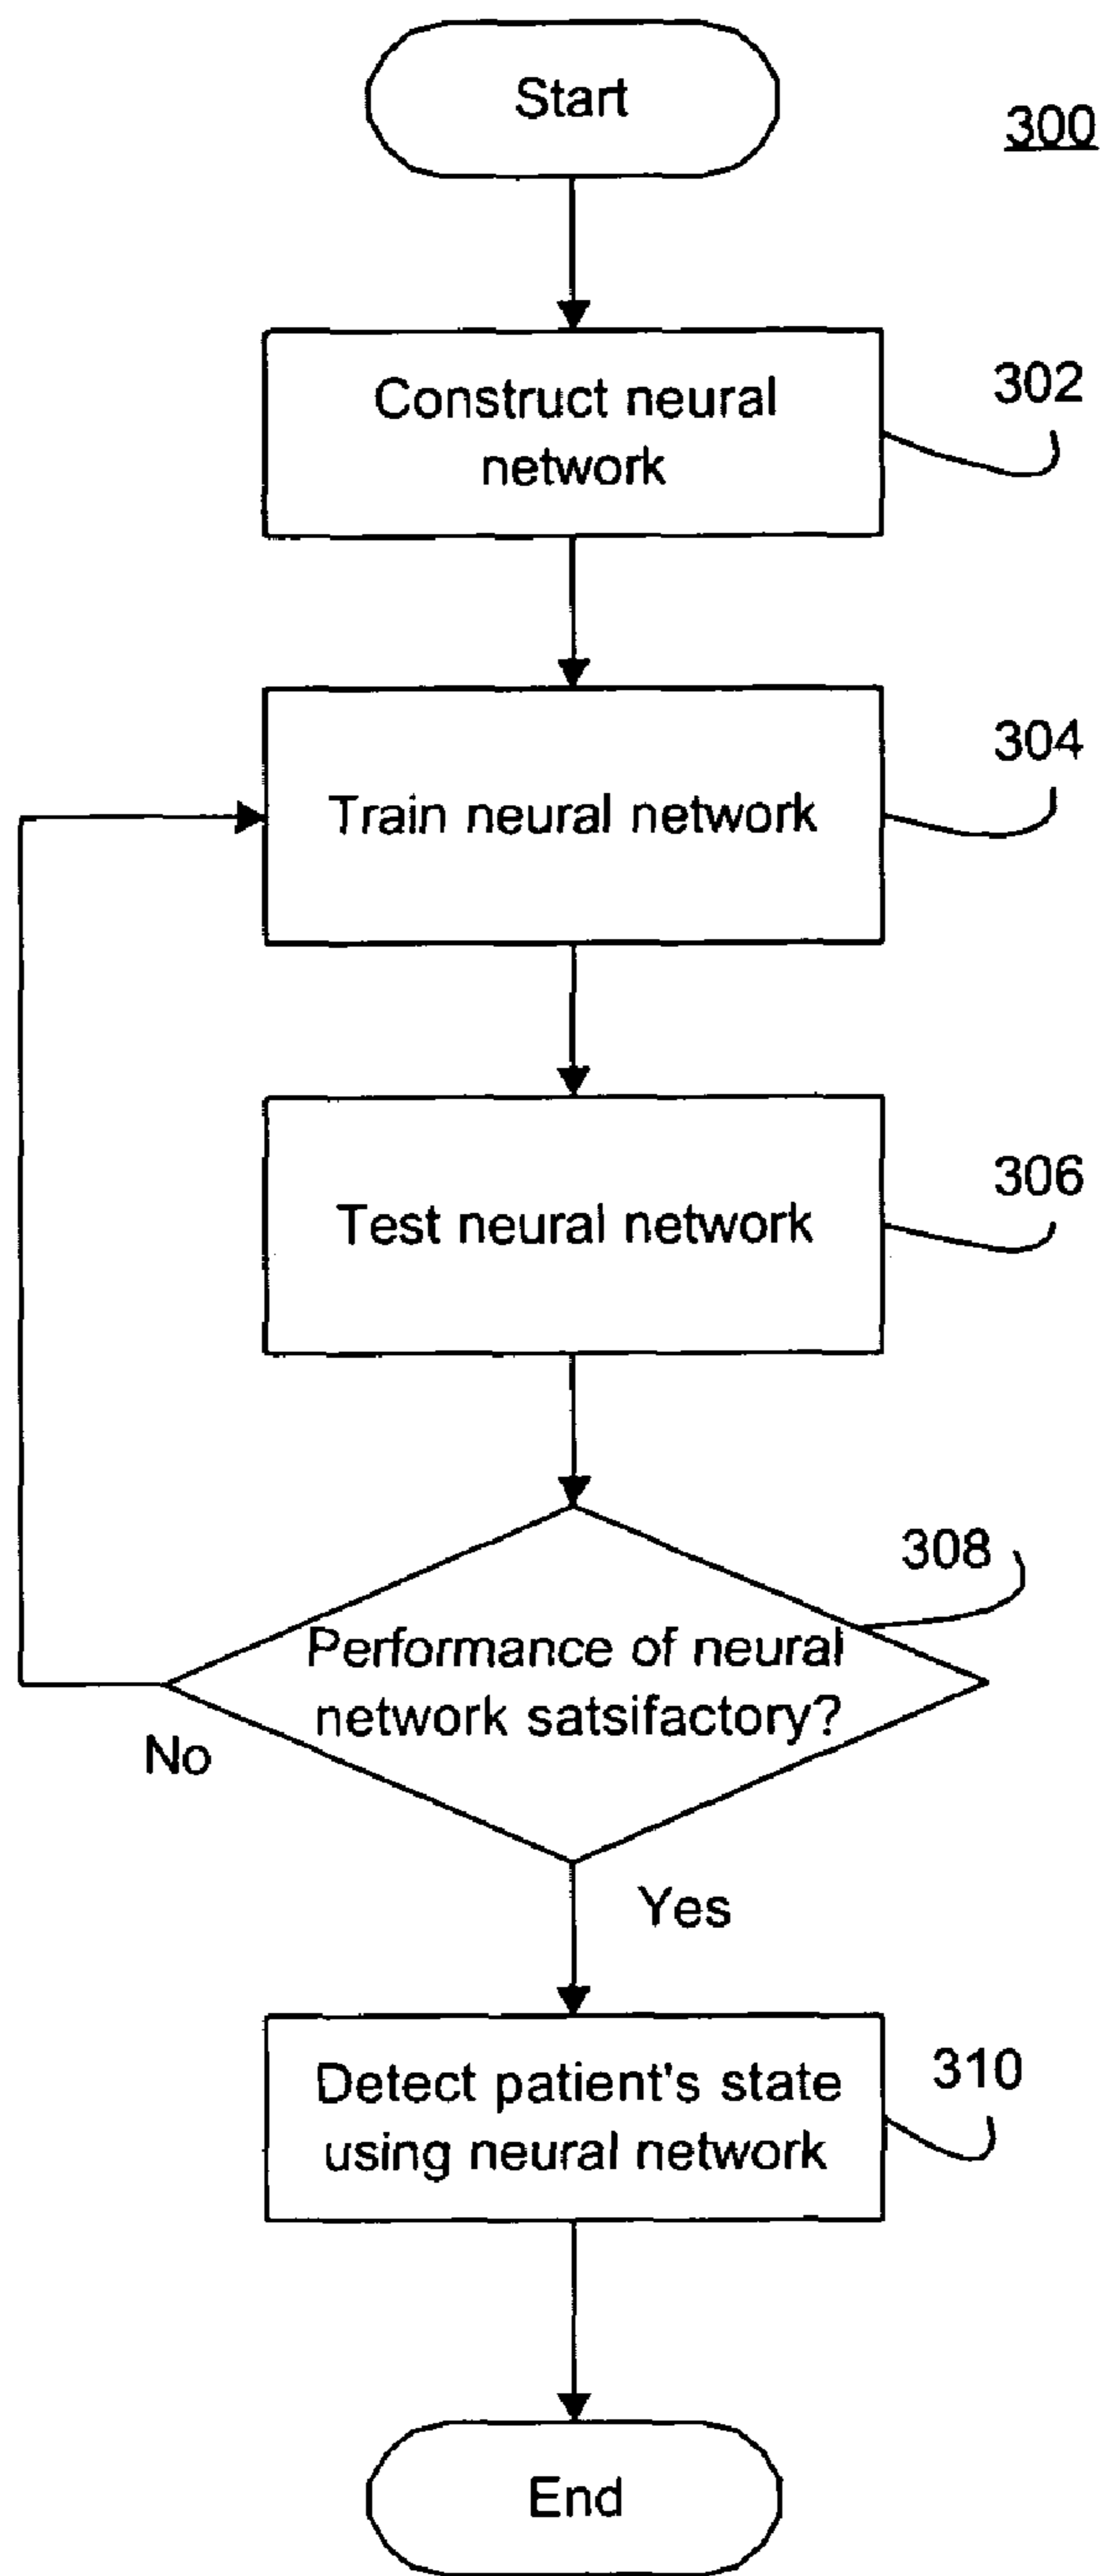 Start
300
Construct neural
network
302
Train neural network
304
Test neural network
306
308
Performance of neural
network satsifactory?
No
Yes
Detect patient's state
using neural network
310
End